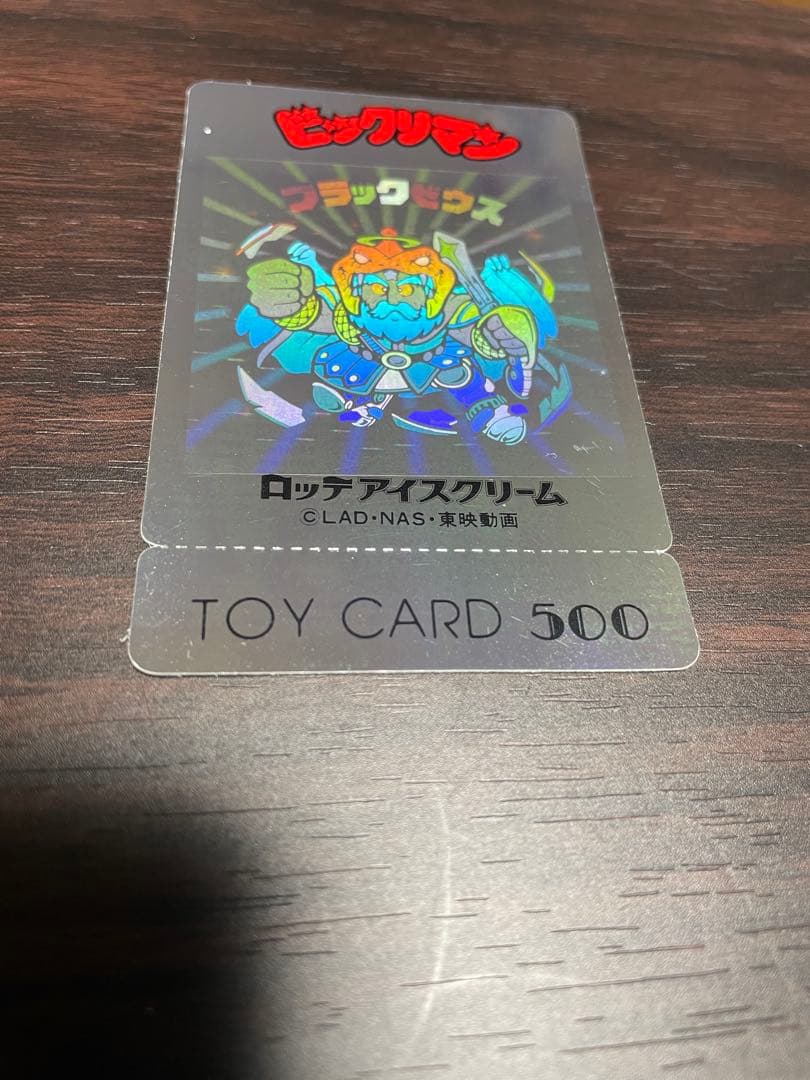 ビックリマン
ブラックゼウス
ロッテ アイスクリーム
©LAD・NAS・東映動画
TOY CARD 500